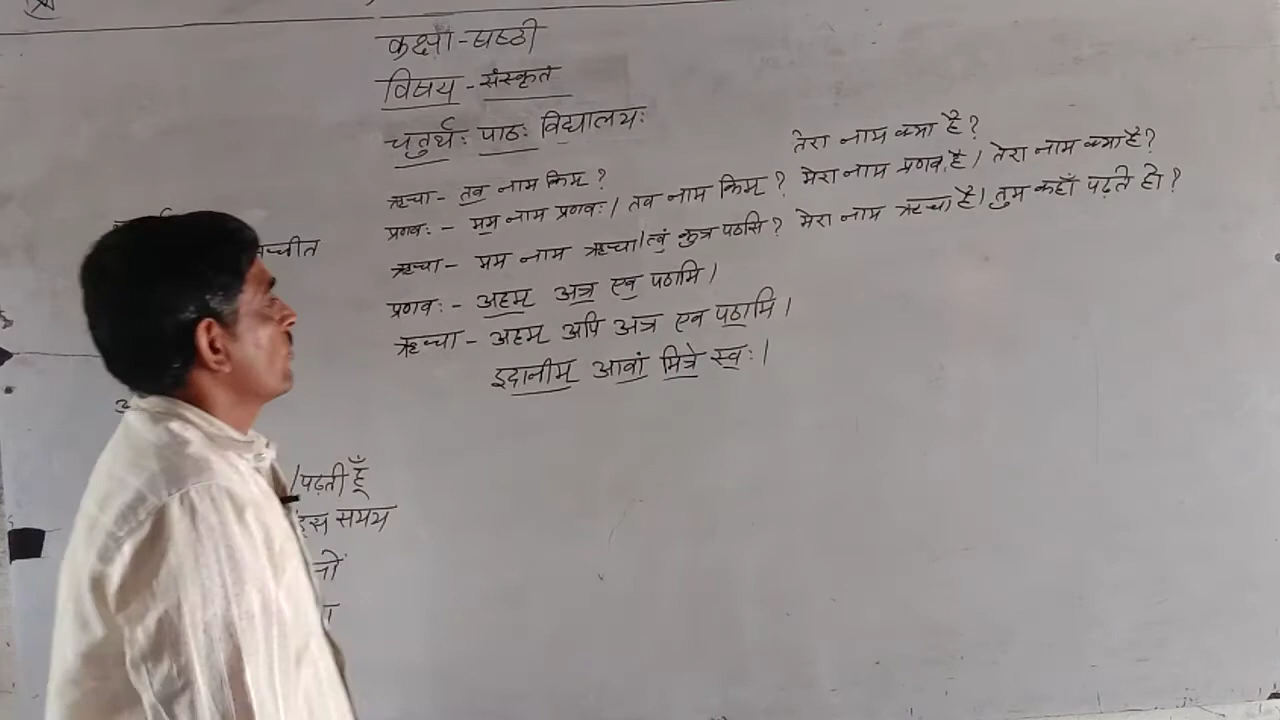 कक्षा - षष्ठी
विषय - संस्कृत
चतुर्थः पाठः विद्यालयः
तेरा नाम क्या है?
ऋचा - तव नाम किम्?
प्रणवः - मम नाम प्रणवः। तव नाम किम्? मेरा नाम प्रणव है। तेरा नाम क्या है?
ऋचा - मम नाम ऋचा। त्वं कुत्र पठसि? मेरा नाम ऋचा है। तुम कहाँ पढ़ते हो?
प्रणवः - अहम् अत्र एव पठामि।
ऋचा - अहम् अपि अत्र एव पठामि।
इदानीम् आवां मित्रे स्वः।
/पढ़ती हूँ
इस समय